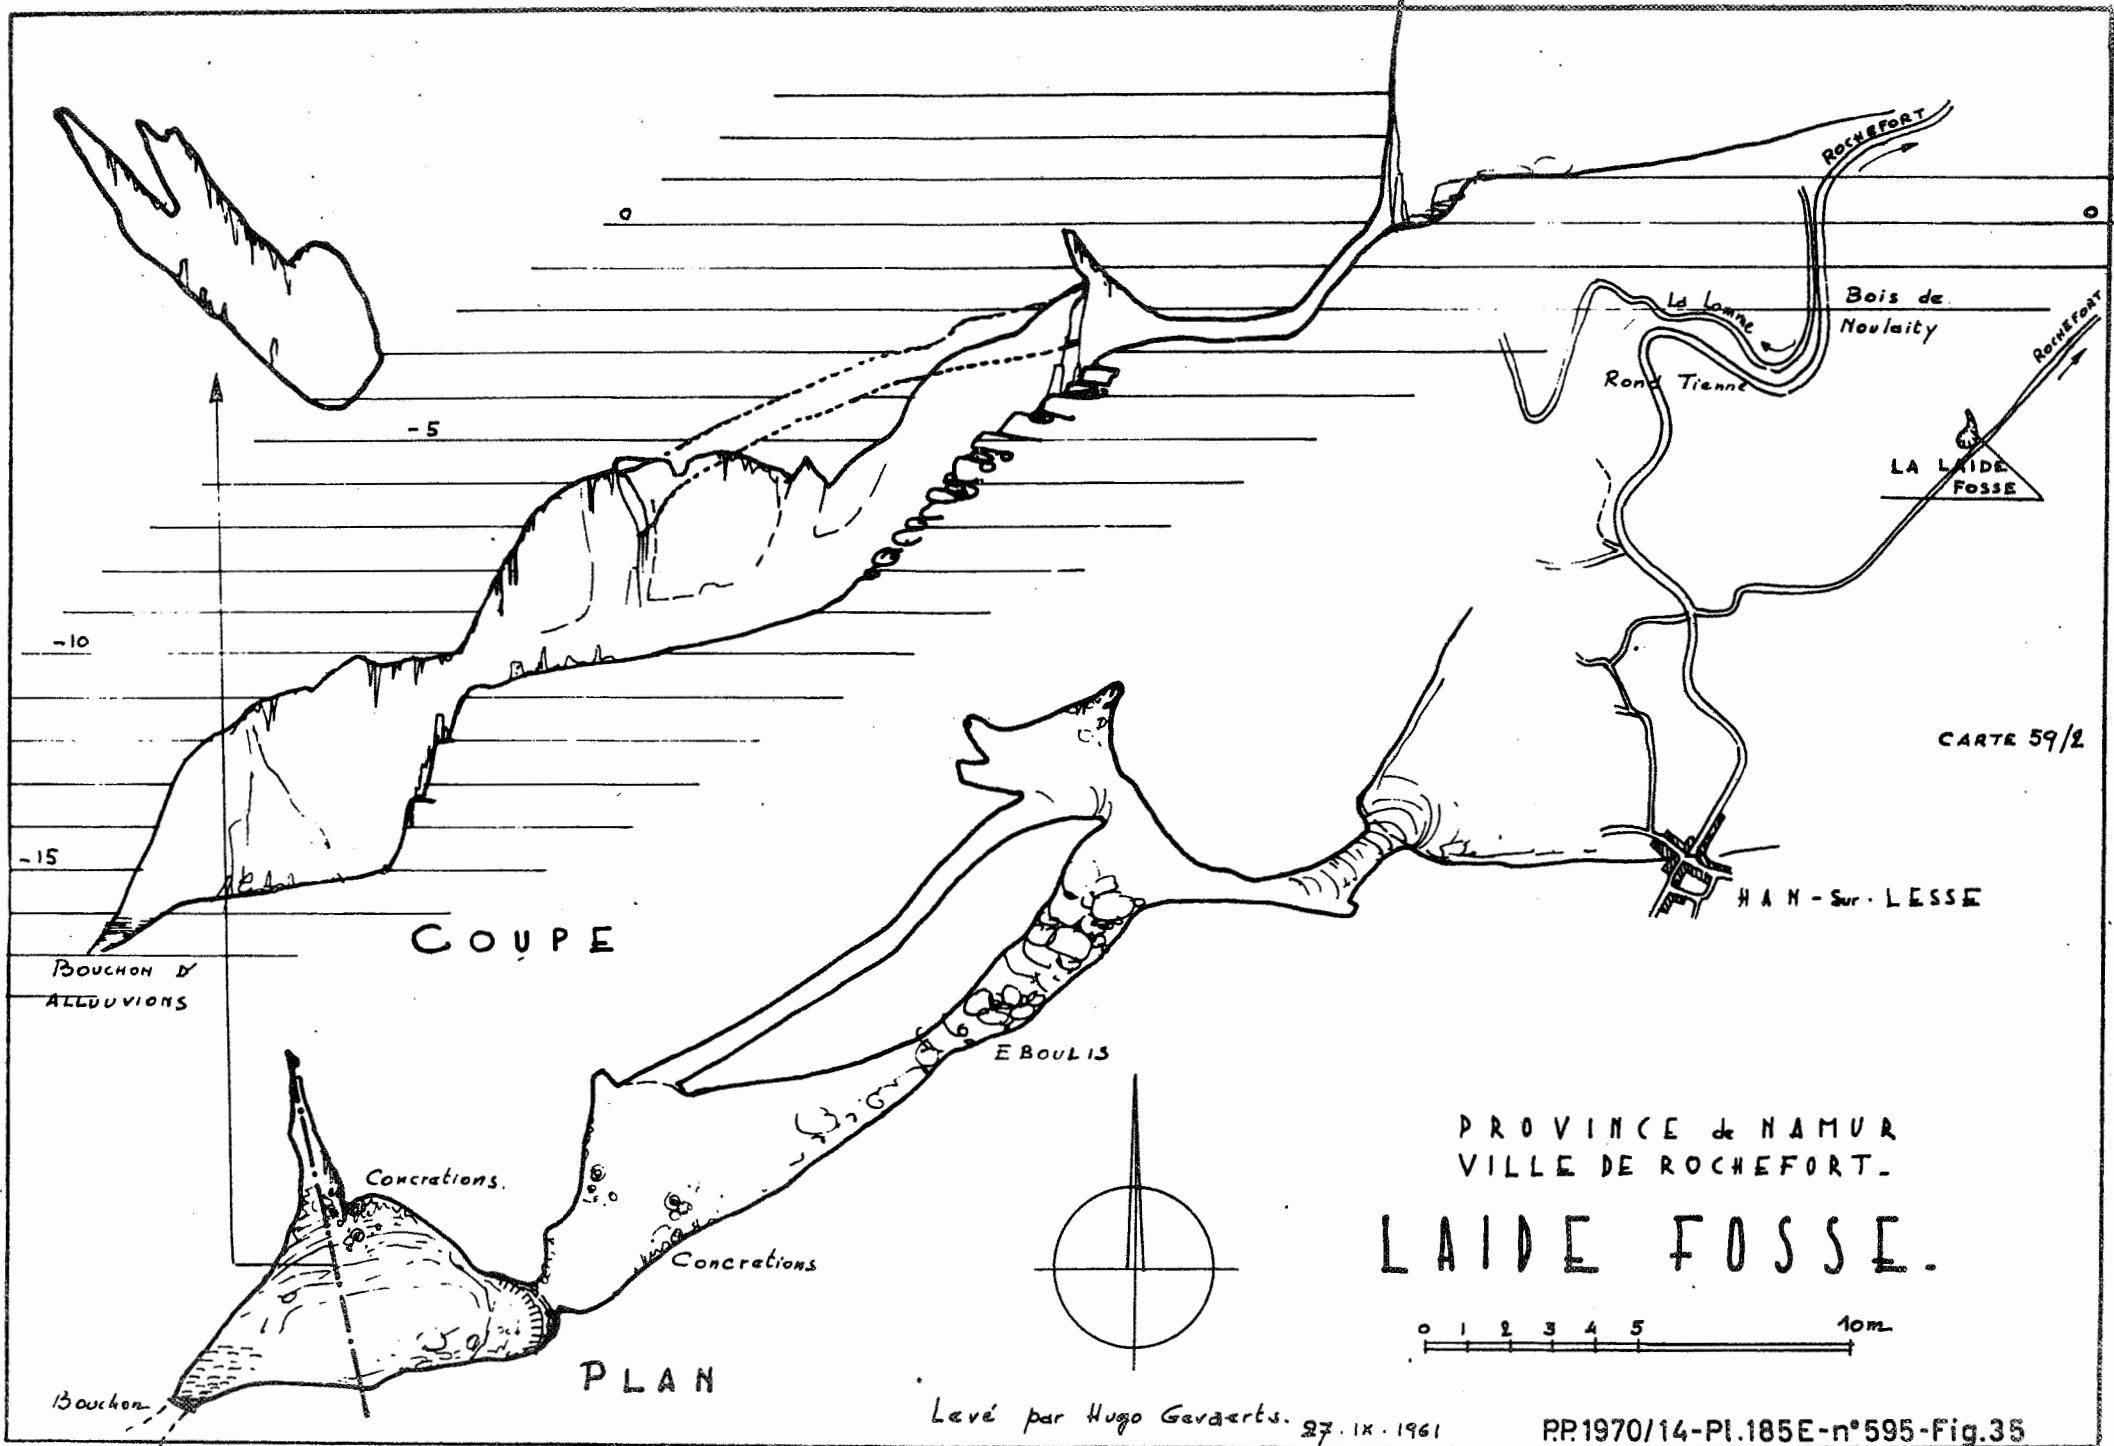 ROCHEFORT
0
0
La Lomme
Bois de
Noulaity
ROCHEFORT
Rond Tienne
-5
LA LAIDE
FOSSE
-10
CARTE 59/2
-15
HAN-Sur-LESSE
COUPE
BOUCHON D'
ALLUUVIONS
EBOULIS
PROVINCE de NAMUR
VILLE DE ROCHEFORT-
Concretions.
LAIDE FOSSE.
Concretions
0 1 2 3 4 5 10m
PLAN
Bouchon
Levé par Hugo Gevaerts. 27.IX.1961
P.P.1970/14-Pl.185E-n°595-Fig.35